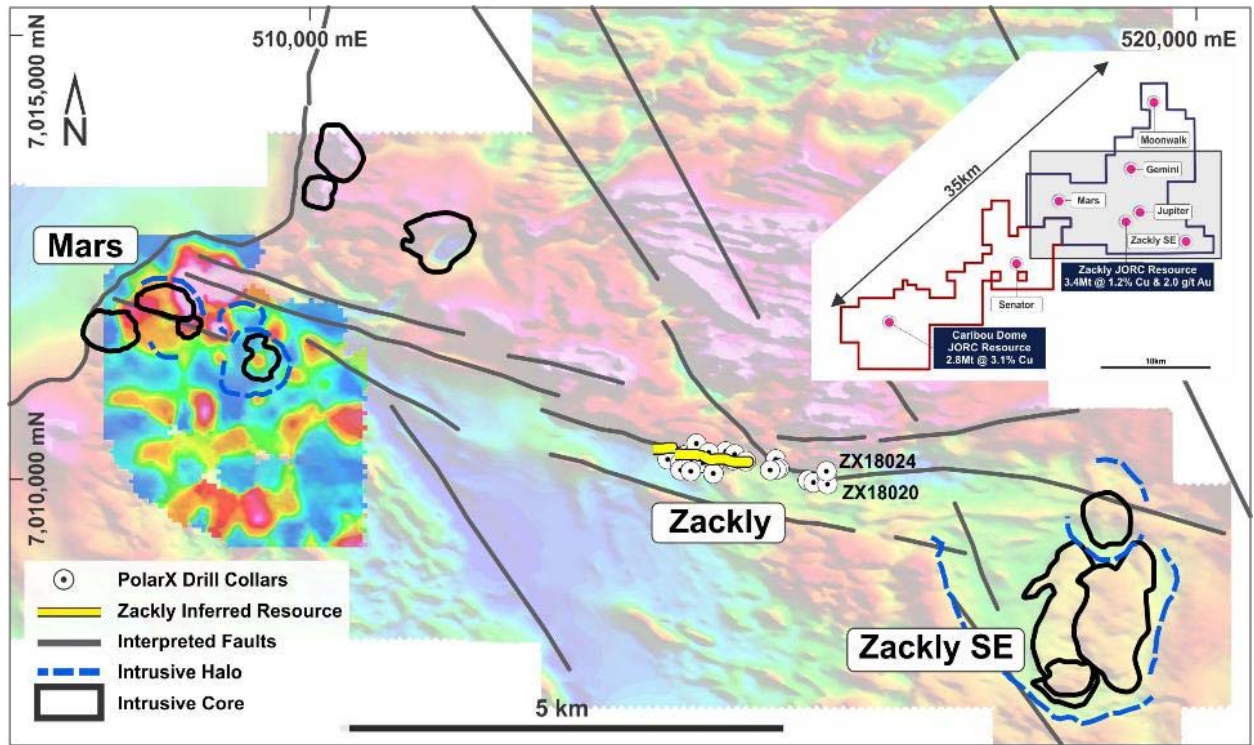 510,000 mE
520,000 mE
7,015,000 mN
N
35km
Moonwalk
Gemini
Mars
Jupiter
Zackly SE
Zackly JORC Resource
3.4Mt @ 1.2% Cu & 2.0 g/t Au
Senator
Caribou Dome
JORC Resource
2.8Mt @ 3.1% Cu
10km
Mars
7,010,000 mN
ZX18024
ZX18020
Zackly
Zackly SE
PolarX Drill Collars
Zackly Inferred Resource
Interpreted Faults
Intrusive Halo
Intrusive Core
5 km